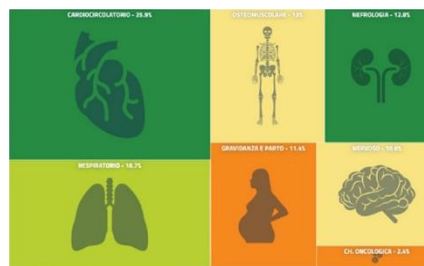 CARDIOCIRCOLATORIO - 25.9%
OSTEOMUSCOLARE - 13%
NEFROLOGIA - 12.8%
RESPIRATORIO - 18.7%
GRAVIDANZA E PARTO - 11.4%
NERVOSO -
CH. ONCOLOGICA - 2.4%